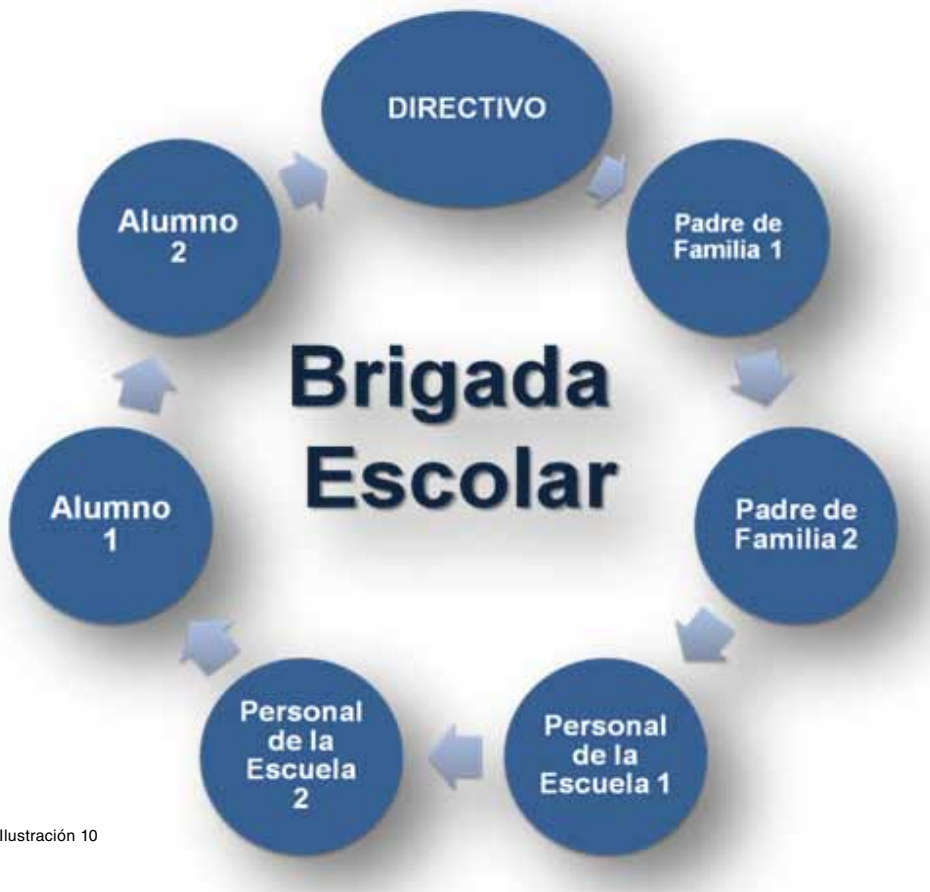 DIRECTIVO
Padre de
Familia 1
Padre de
Familia 2
Personal
de la
Escuela 1
Personal
de la
Escuela
2
Alumno
1
Alumno
2
Brigada
Escolar
Ilustración 10